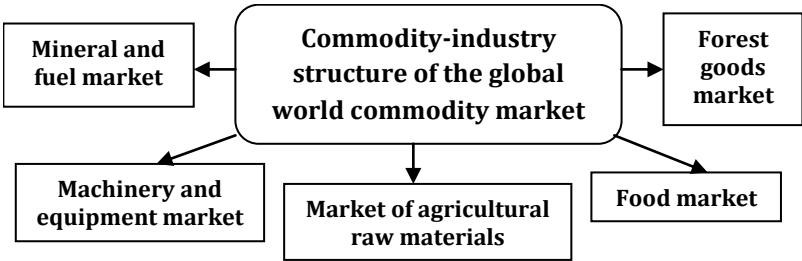 Mineral and
fuel market
Commodity-industry
structure of the global
world commodity market
Forest
goods
market
Machinery and
equipment market
Market of agricultural
raw materials
Food market